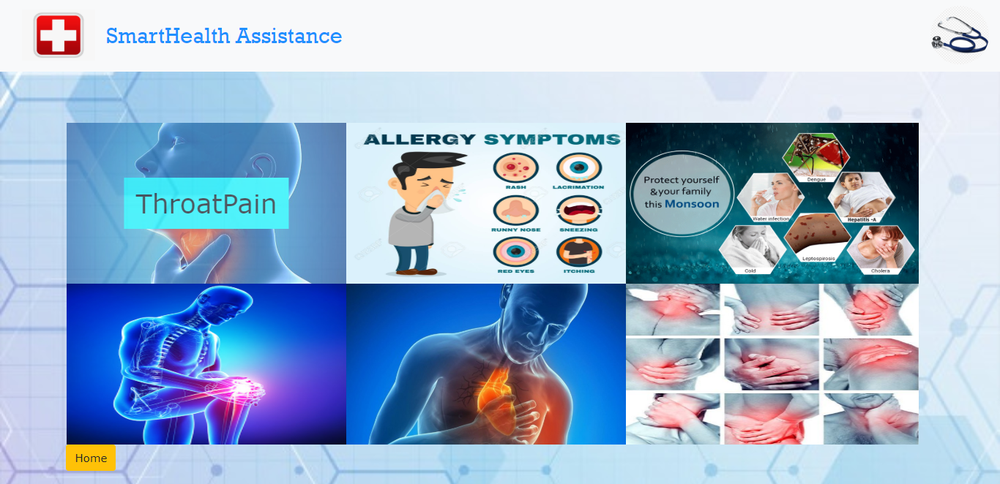 SmartHealth Assistance
ThroatPain
ALLERGY SYMPTOMS
RASH
LACRIMATION
RUNNY NOSE
SNEEZING
RED EYES
ITCHING
Protect yourself
& your family
this Monsoon
Dengue
Water infection
Hepatitis -A
Leptospirosis
Cold
Cholera
Home